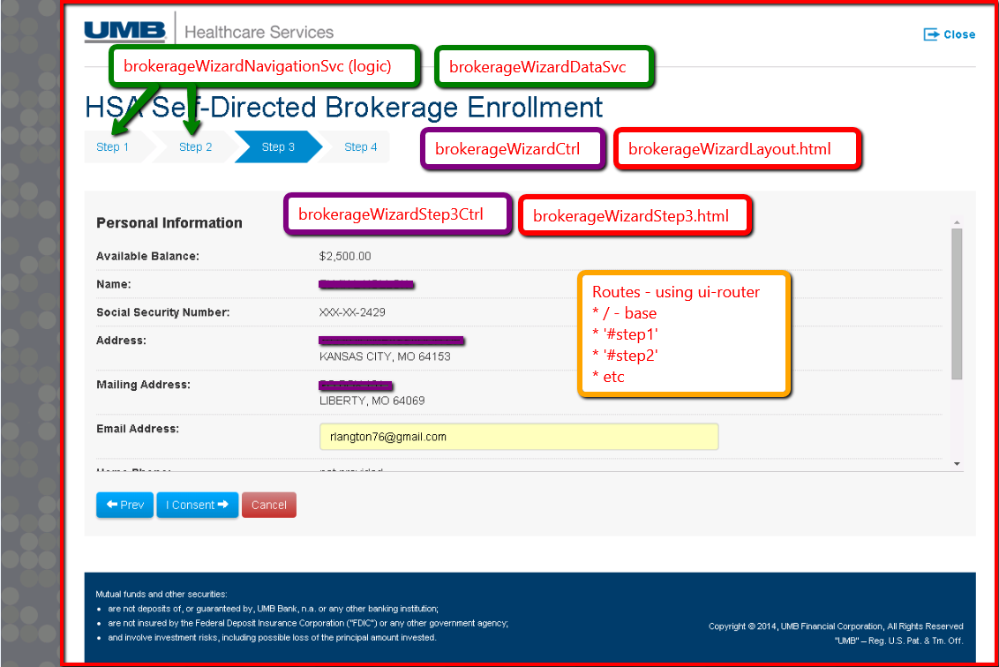 UMB Healthcare Services
Close
brokerageWizardNavigationSvc (logic)
brokerageWizardDataSvc
HSA Self-Directed Brokerage Enrollment
Step 1
Step 2
Step 3
Step 4
brokerageWizardCtrl
brokerageWizardLayout.html
brokerageWizardStep3Ctrl
brokerageWizardStep3.html
Personal Information
Available Balance: $2,500.00
Name:
Social Security Number: XXX-XX-2429
Address:
KANSAS CITY, MO 64153
Mailing Address:
LIBERTY, MO 64069
Email Address: rlangton76@gmail.com
Routes - using ui-router
* / - base
* '#step1'
* '#step2'
* etc
Home Phone: not provided
Prev
I Consent
Cancel
Mutual funds and other securities:
• are not deposits of, or guaranteed by, UMB Bank, n.a. or any other banking institution;
• are not insured by the Federal Deposit Insurance Corporation ("FDIC") or any other government agency;
• and involve investment risks, including possible loss of the principal amount invested.
Copyright © 2014, UMB Financial Corporation, All Rights Reserved
"UMB" – Reg. U.S. Pat. & Tm. Off.